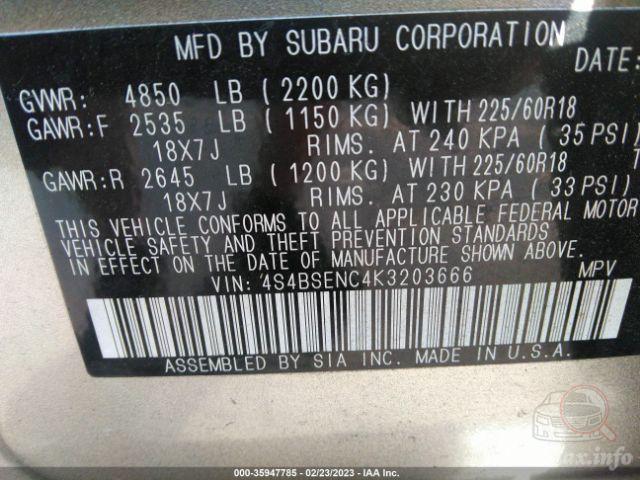 MFD BY SUBARU CORPORATION
DATE:
GVWR: 4850 LB (2200 KG)
GAWR:F 2535 LB (1150 KG) WITH 225/60R18
18X7J RIMS. AT 240 KPA (35 PSI)
GAWR:R 2645 LB (1200 KG) WITH 225/60R18
18X7J RIMS. AT 230 KPA (33 PSI)
THIS VEHICLE CONFORMS TO ALL APPLICABLE FEDERAL MOTOR
VEHICLE SAFETY AND THEFT PREVENTION STANDARDS
IN EFFECT ON THE DATE OF MANUFACTURE SHOWN ABOVE.
VIN: 4S4BSENC4K3203666 MPV
ASSEMBLED BY SIA INC. MADE IN U.S.A.
000-35947785 - 02/23/2023 - IAA Inc.